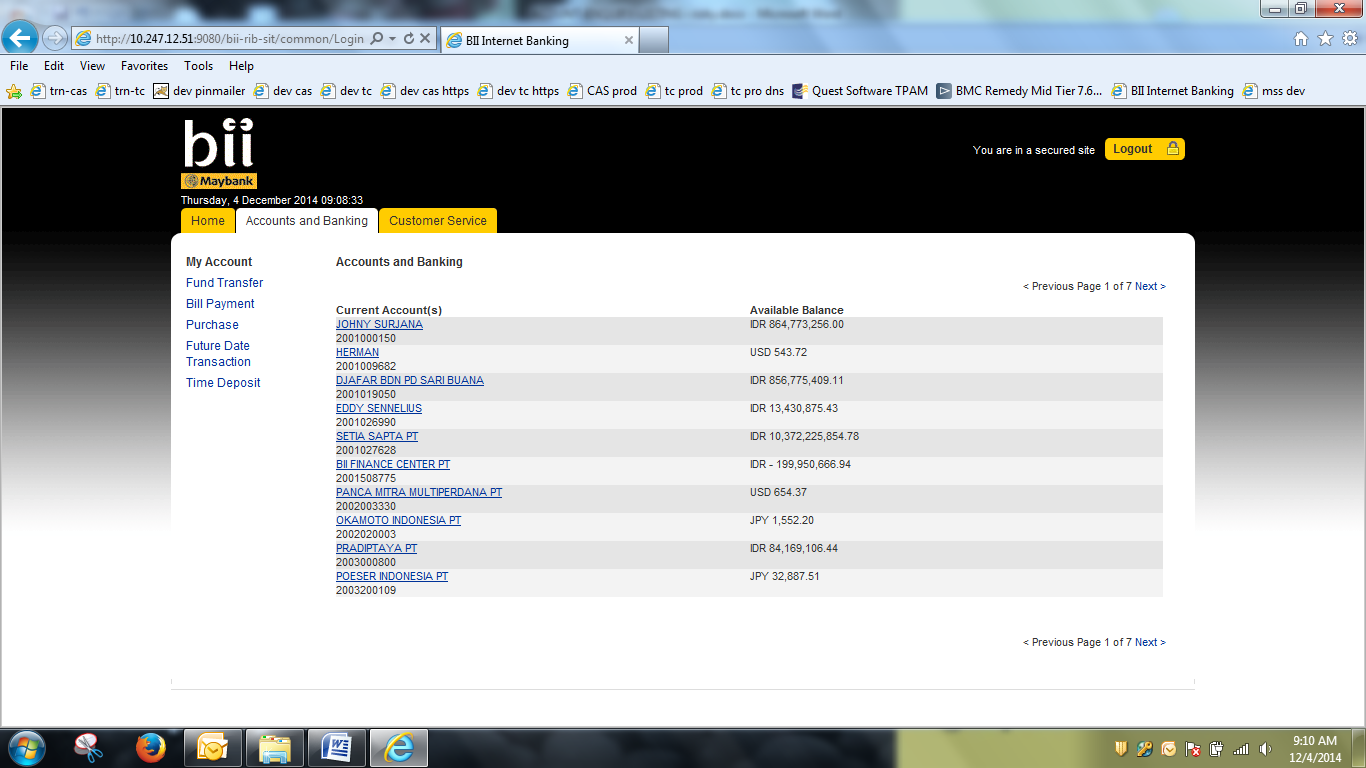 http://10.247.12.51:9080/bii-rib-sit/common/Login
BII Internet Banking
File Edit View Favorites Tools Help
trn-cas trn-tc dev pinmailer dev cas dev tc dev cas https dev tc https CAS prod tc prod tc pro dns Quest Software TPAM BMC Remedy Mid Tier 7.6... BII Internet Banking mss dev
bii
Maybank
You are in a secured site Logout
Thursday, 4 December 2014 09:08:33
Home Accounts and Banking Customer Service
My Account
Fund Transfer
Bill Payment
Purchase
Future Date
Transaction
Time Deposit
Accounts and Banking
< Previous Page 1 of 7 Next >
Current Account(s) Available Balance
JOHNY SURJANA IDR 864,773,256.00
2001000150
HERMAN USD 543.72
2001009682
DJAFAR BDN PD SARI BUANA IDR 856,775,409.11
2001019050
EDDY SENNELIUS IDR 13,430,875.43
2001026990
SETIA SAPTA PT IDR 10,372,225,854.78
2001027628
BII FINANCE CENTER PT IDR - 199,950,666.94
2001508775
PANCA MITRA MULTIPERDANA PT USD 654.37
2002003330
OKAMOTO INDONESIA PT JPY 1,552.20
2002020003
PRADIPTAYA PT IDR 84,169,106.44
2003000800
POESER INDONESIA PT JPY 32,887.51
2003200109
< Previous Page 1 of 7 Next >
9:10 AM
12/4/2014